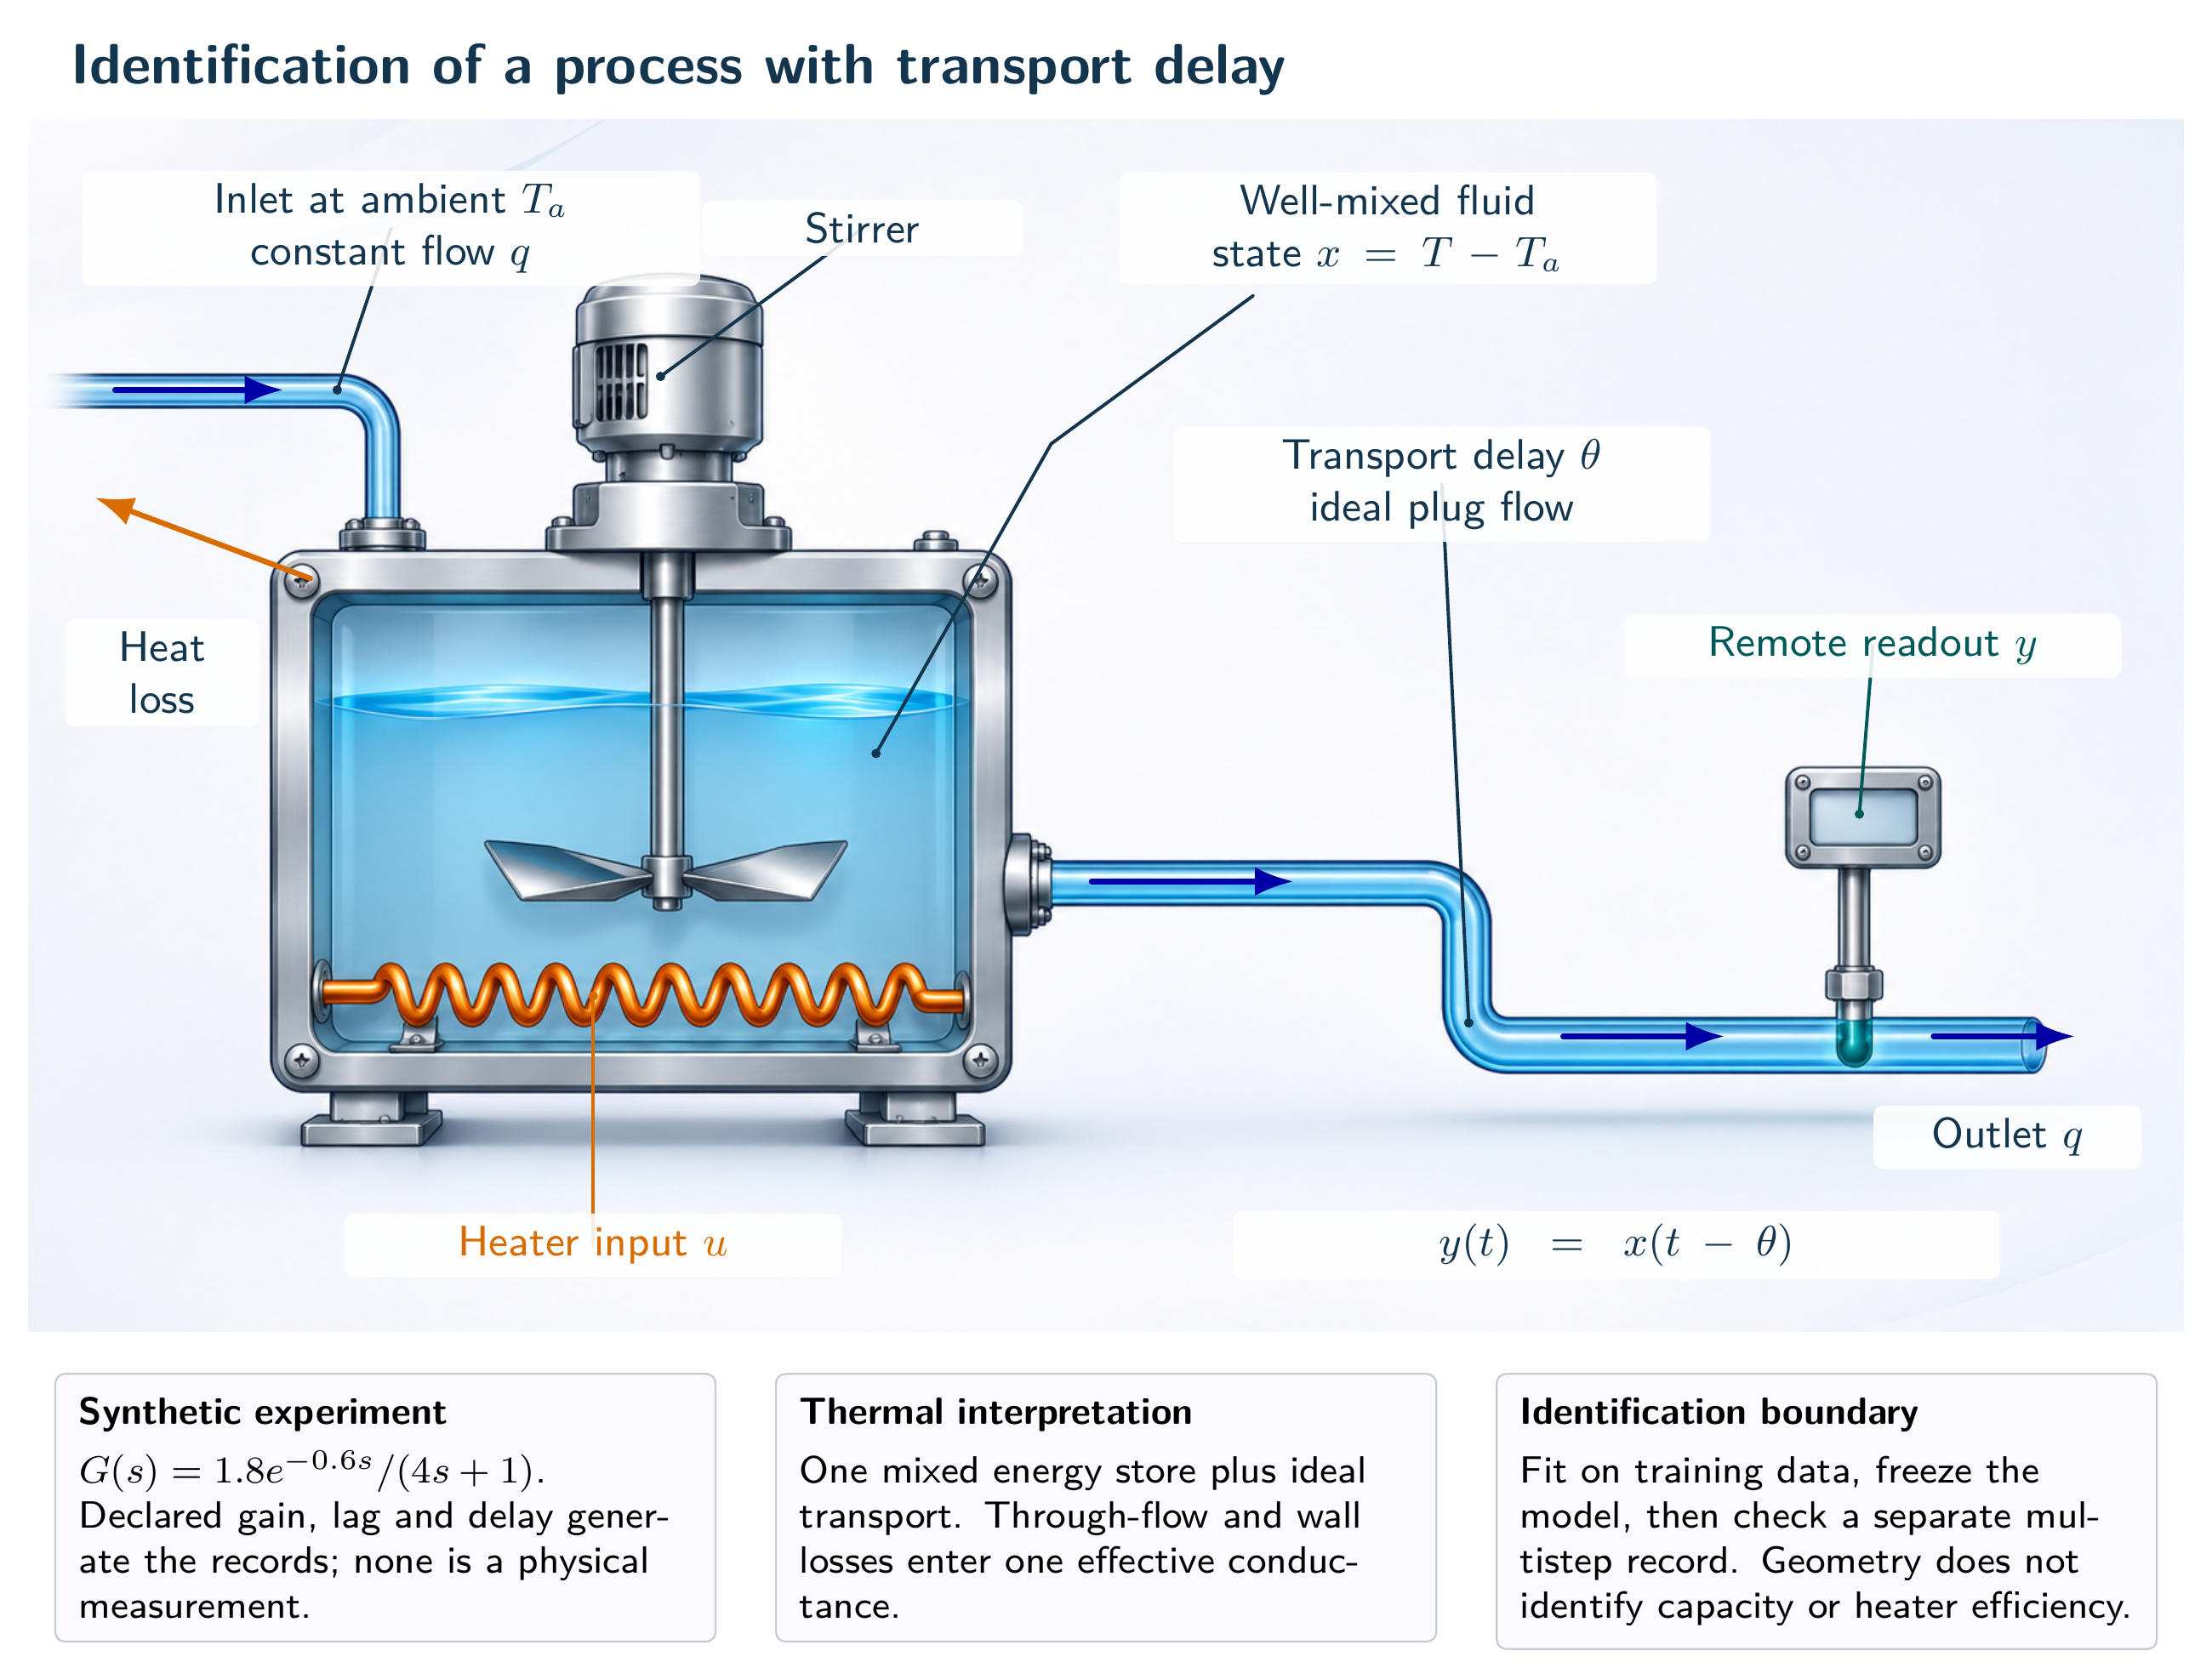 Identification of a process with transport delay
Inlet at ambient Tₐ
constant flow q
Stirrer
Well-mixed fluid
state x = T − Tₐ
Transport delay θ
ideal plug flow
Heat
loss
Remote readout y
Outlet q
Heater input u
y(t) = x(t − θ)
Synthetic experiment
G(s) = 1.8e^{−0.6s}/(4s + 1).
Declared gain, lag and delay gener-
ate the records; none is a physical
measurement.
Thermal interpretation
One mixed energy store plus ideal
transport. Through-flow and wall
losses enter one effective conduc-
tance.
Identification boundary
Fit on training data, freeze the
model, then check a separate mul-
tistep record. Geometry does not
identify capacity or heater efficiency.